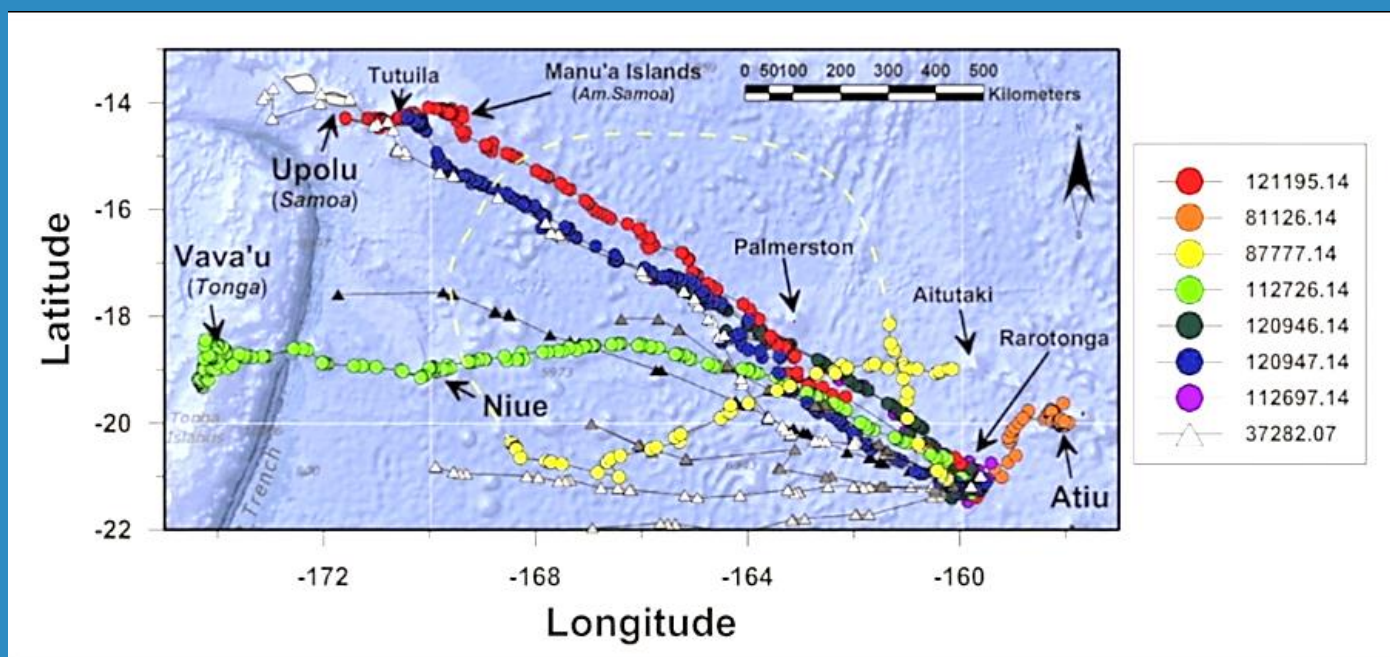 Tutuila
Manu'a Islands
(Am.Samoa)
0 50100 200 300 400 500
Kilometers
N
S
Upolu
(Samoa)
Vava'u
(Tonga)
Palmerston
Aitutaki
Rarotonga
Niue
Atiu
Tonga
Islands
Trench
Latitude
-14
-16
-18
-20
-22
-172
-168
-164
-160
Longitude
121195.14
81126.14
87777.14
112726.14
120946.14
120947.14
112697.14
37282.07